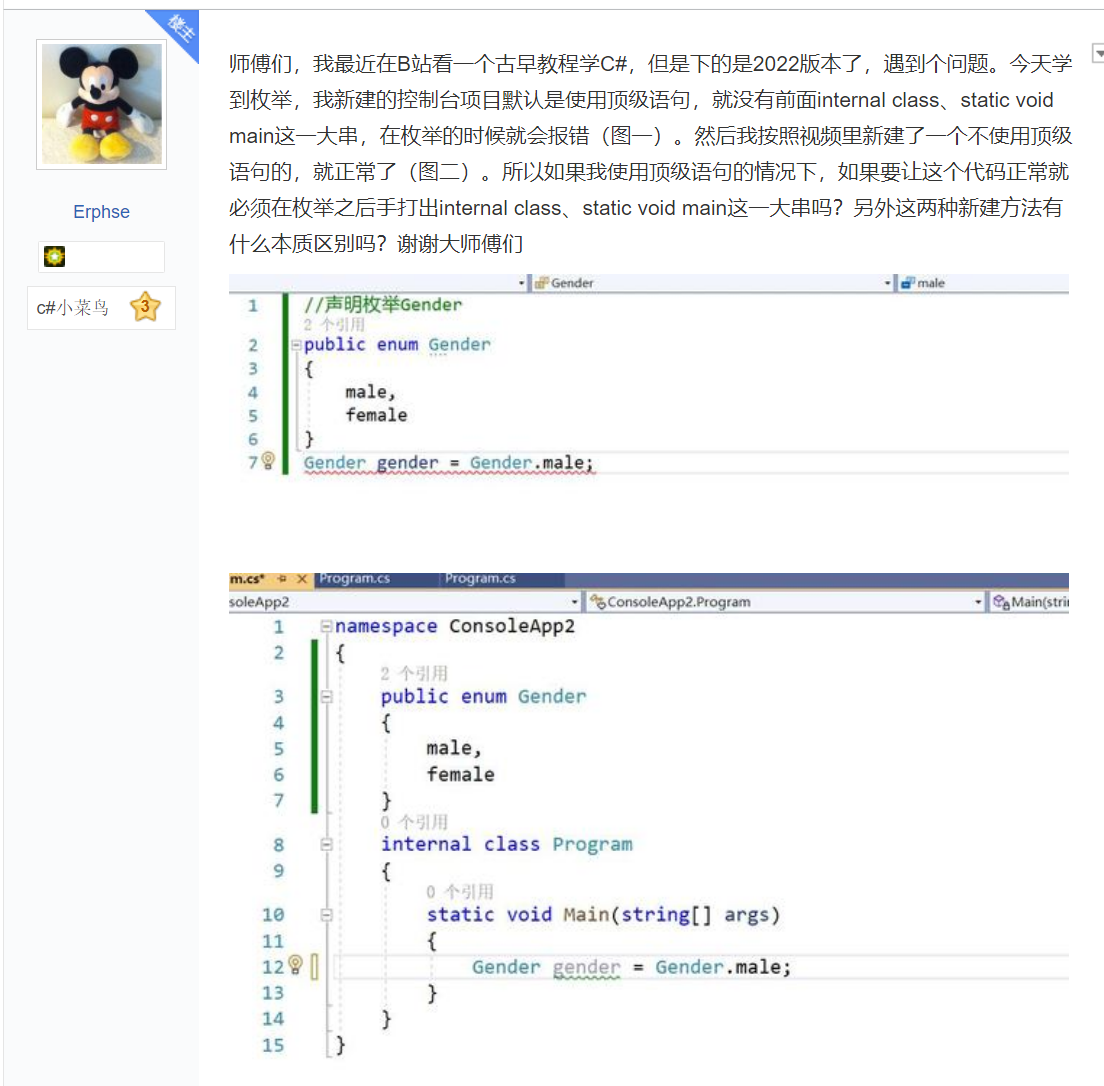 楼主
师傅们，我最近在B站看一个古早教程学C#，但是下的是2022版本了，遇到个问题。今天学
到枚举，我新建的控制台项目默认是使用顶级语句，就没有前面internal class、static void
main这一大串，在枚举的时候就会报错（图一）。然后我按照视频里新建了一个不使用顶级
语句的，就正常了（图二）。所以如果我使用顶级语句的情况下，如果要让这个代码正常就
必须在枚举之后手打出internal class、static void main这一大串吗？另外这两种新建方法有
什么本质区别吗？谢谢大师傅们
Erphse
c#小菜鸟 3
Gender male
1 //声明枚举Gender
2 个引用
2 public enum Gender
3 {
4 male,
5 female
6 }
7 Gender gender = Gender.male;
m.cs* Program.cs Program.cs
soleApp2 ConsoleApp2.Program Main(stri
1 namespace ConsoleApp2
2 {
2 个引用
3 public enum Gender
4 {
5 male,
6 female
7 }
0 个引用
8 internal class Program
9 {
0 个引用
10 static void Main(string[] args)
11 {
12 Gender gender = Gender.male;
13 }
14 }
15 }